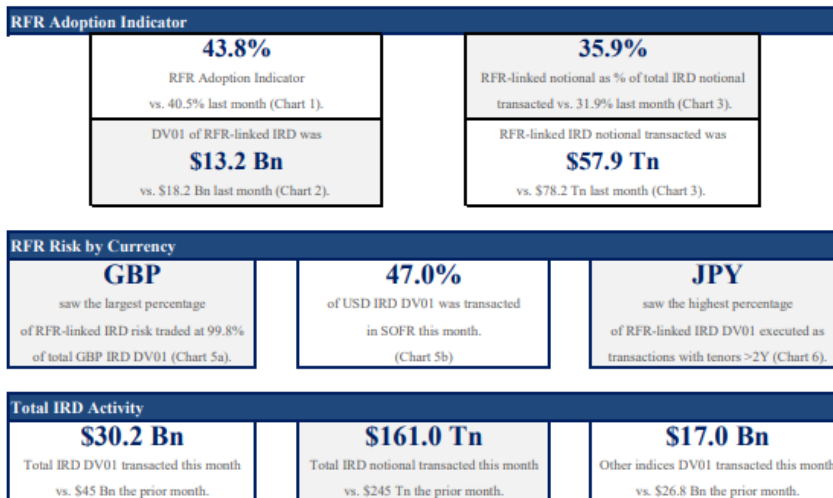 RFR Adoption Indicator
43.8%
RFR Adoption Indicator
vs. 40.5% last month (Chart 1).
35.9%
RFR-linked notional as % of total IRD notional
transacted vs. 31.9% last month (Chart 3).
DV01 of RFR-linked IRD was
$13.2 Bn
vs. $18.2 Bn last month (Chart 2).
RFR-linked IRD notional transacted was
$57.9 Tn
vs. $78.2 Tn last month (Chart 3).
RFR Risk by Currency
GBP
saw the largest percentage
of RFR-linked IRD risk traded at 99.8%
of total GBP IRD DV01 (Chart 5a).
47.0%
of USD IRD DV01 was transacted
in SOFR this month.
(Chart 5b)
JPY
saw the highest percentage
of RFR-linked IRD DV01 executed as
transactions with tenors >2Y (Chart 6).
Total IRD Activity
$30.2 Bn
Total IRD DV01 transacted this month
vs. $45 Bn the prior month.
$161.0 Tn
Total IRD notional transacted this month
vs. $245 Tn the prior month.
$17.0 Bn
Other indices DV01 transacted this month
vs. $26.8 Bn the prior month.